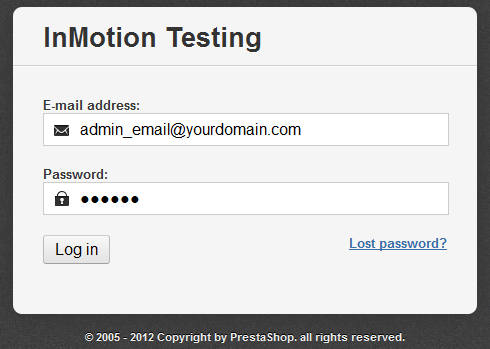 InMotion Testing
E-mail address:
admin_email@yourdomain.com
Password:
●●●●●●
Log in
Lost password?
© 2005 - 2012 Copyright by PrestaShop. all rights reserved.